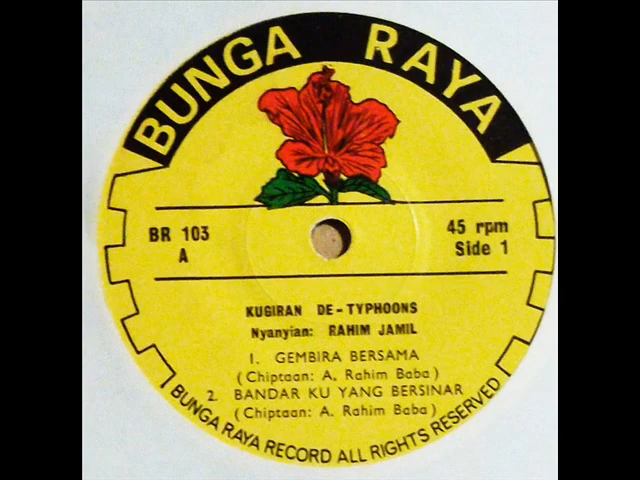 BUNGA RAYA
BR 103
A
45 rpm
Side 1
KUGIRAN DE-TYPHOONS
Nyanyian: RAHIM JAMIL
1. GEMBIRA BERSAMA
(Chiptaan: A. Rahim Baba)
2. BANDAR KU YANG BERSINAR
(Chiptaan: A. Rahim Baba)
BUNGA RAYA RECORD ALL RIGHTS RESERVED